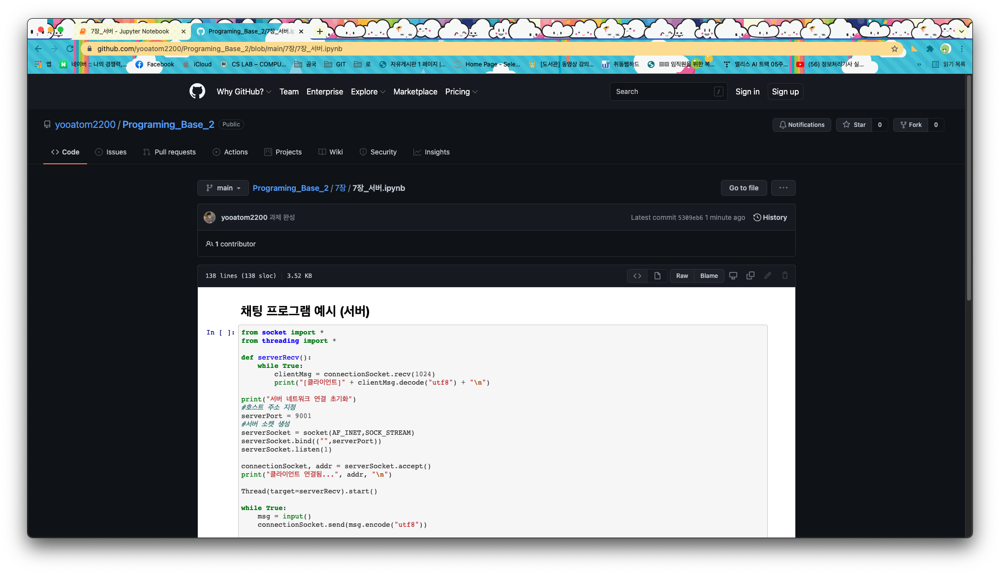 7장_서버 - Jupyter Notebook
Programing_Base_2/7장_서버.ip
github.com/yooatom2200/Programing_Base_2/blob/main/7장/7장_서버.ipynb
앱 네이버 :: 나의 경쟁력,... Facebook iCloud CS LAB – COMPU... 곰국 GIT 로 자유게시판 1 페이지 |... Home Page - Sele... [도서관] 동영상 강의... 취동웹하드 임직원을 위한 복... 엘리스 AI 트랙 05주... (56) 정보처리기사 실... » 읽기 목록
Why GitHub? Team Enterprise Explore Marketplace Pricing Search / Sign in Sign up
yooatom2200 / Programing_Base_2 Public Notifications Star 0 Fork 0
Code Issues Pull requests Actions Projects Wiki Security Insights
main Programing_Base_2 / 7장 / 7장_서버.ipynb Go to file ...
yooatom2200 과제 완성 Latest commit 5309eb6 1 minute ago History
1 contributor
138 lines (138 sloc) 3.52 KB <> Raw Blame
채팅 프로그램 예시 (서버)
In [ ]: from socket import *
from threading import *
def serverRecv():
while True:
clientMsg = connectionSocket.recv(1024)
print("[클라이언트]" + clientMsg.decode("utf8") + "\n")
print("서버 네트워크 연결 초기화")
#호스트 주소 지정
serverPort = 9001
#서버 소켓 생성
serverSocket = socket(AF_INET,SOCK_STREAM)
serverSocket.bind(("",serverPort))
serverSocket.listen(1)
connectionSocket, addr = serverSocket.accept()
print("클라이언트 연결됨...", addr, "\n")
Thread(target=serverRecv).start()
while True:
msg = input()
connectionSocket.send(msg.encode("utf8"))